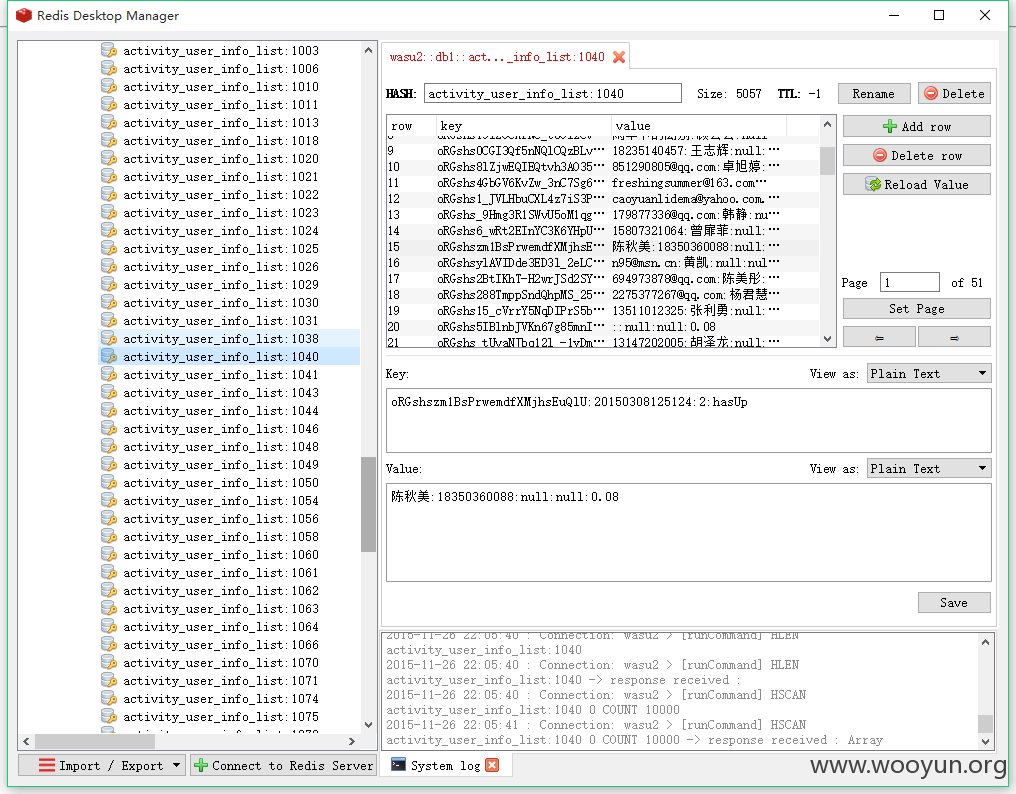 Redis Desktop Manager
activity_user_info_list:1003
activity_user_info_list:1006
activity_user_info_list:1010
activity_user_info_list:1011
activity_user_info_list:1013
activity_user_info_list:1018
activity_user_info_list:1020
activity_user_info_list:1021
activity_user_info_list:1022
activity_user_info_list:1023
activity_user_info_list:1024
activity_user_info_list:1025
activity_user_info_list:1026
activity_user_info_list:1029
activity_user_info_list:1030
activity_user_info_list:1031
activity_user_info_list:1038
activity_user_info_list:1040
activity_user_info_list:1041
activity_user_info_list:1043
activity_user_info_list:1044
activity_user_info_list:1046
activity_user_info_list:1048
activity_user_info_list:1049
activity_user_info_list:1050
activity_user_info_list:1054
activity_user_info_list:1056
activity_user_info_list:1058
activity_user_info_list:1060
activity_user_info_list:1061
activity_user_info_list:1062
activity_user_info_list:1063
activity_user_info_list:1064
activity_user_info_list:1066
activity_user_info_list:1070
activity_user_info_list:1071
activity_user_info_list:1074
activity_user_info_list:1075
Import / Export
Connect to Redis Server
wasu2::db1::act..._info_list:1040
HASH: activity_user_info_list:1040 Size: 5057 TTL: -1 Rename Delete
row key value
9 oRGshs0CGI3Qf5nNQlCQzBLv… 18235140457:王志辉:null:…
10 oRGshs8lZjwEQIEQtvh3AO35… 851290805@qq.com:卓旭婷:…
11 oRGshs4GbGV6KvZw_3nC7Sg6… freshingsummer@163.com…
12 oRGshs1_JVLHbuCXL4z7iS3P… caoyuanlidema@yahoo.com.…
13 oRGshs_9Hmg3R1SWvU5oM1qg… 179877336@qq.com:韩静:nu…
14 oRGshs6_wRt2EInYC3K6YHpU… 15807321064:曾扉菲:null:…
15 oRGshszm1BsPrwemdfXMjhsE… 陈秋美:18350360088:null:…
16 oRGshsylAVIDde3ED3l_2eLC… n95@msn.cn:黄凯:null:nul…
17 oRGshs2BtIKhT-H2wrJSd2SY… 694973878@qq.com:陈美彤:…
18 oRGshs288TmppSndQhpMS_25… 2275377267@qq.com:杨君慧…
19 oRGshs15_cVrrY5NqDIPrS5b… 13511012325:张利勇:null:…
20 oRGshs5IBlnbJVKn67g85mnI… ::null:null:0.08
21 13147202005:胡泽龙:null:…
Add row
Delete row
Reload Value
Page 1 of 51
Set Page
Key: View as: Plain Text
oRGshszm1BsPrwemdfXMjhsEuQlU:20150308125124:2:hasUp
Value: View as: Plain Text
陈秋美:18350360088:null:null:0.08
Save
2015-11-26 22:05:40 : Connection: wasu2 > [runCommand] HLEN
activity_user_info_list:1040
2015-11-26 22:05:40 : Connection: wasu2 > [runCommand] HLEN
activity_user_info_list:1040 -> response received :
2015-11-26 22:05:40 : Connection: wasu2 > [runCommand] HSCAN
activity_user_info_list:1040 0 COUNT 10000
2015-11-26 22:05:41 : Connection: wasu2 > [runCommand] HSCAN
activity_user_info_list:1040 0 COUNT 10000 -> response received : Array
System log
www.wooyun.org